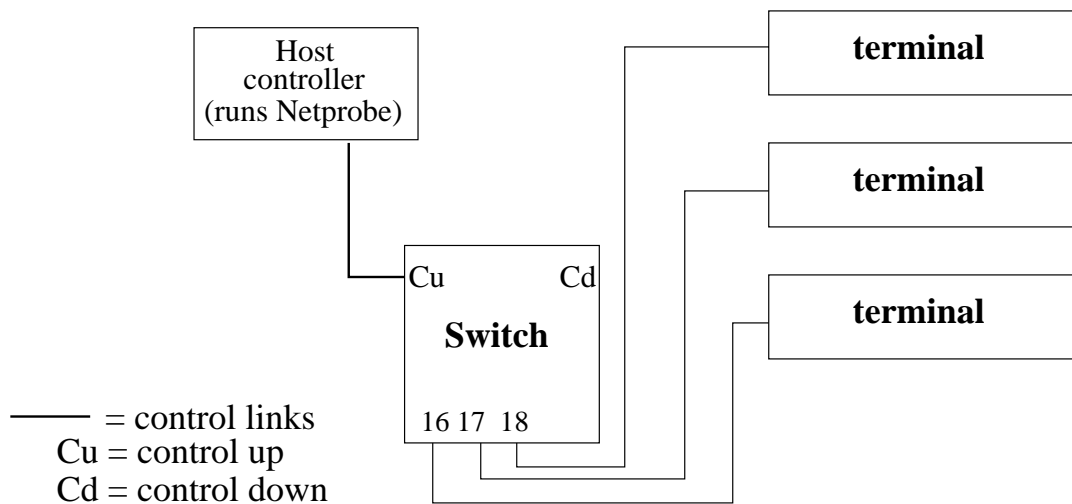 Host
controller
(runs Netprobe)
terminal
terminal
terminal
Cu
Cd
Switch
16 17 18
= control links
Cu = control up
Cd = control down